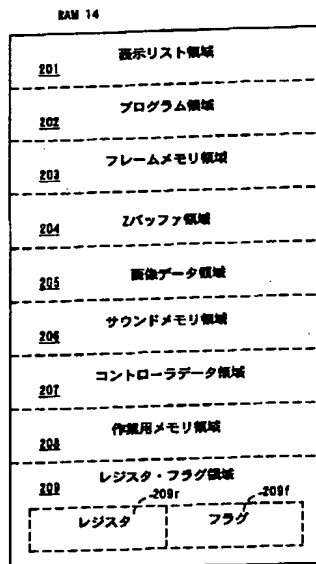 RAM 14
表示リスト領域
201
プログラム領域
202
フレームメモリ領域
203
Zバッファ領域
204
画像データ領域
205
サウンドメモリ領域
206
コントローラデータ領域
207
作業用メモリ領域
208
レジスタ・フラグ領域
209
209r
209f
レジスタ
フラグ